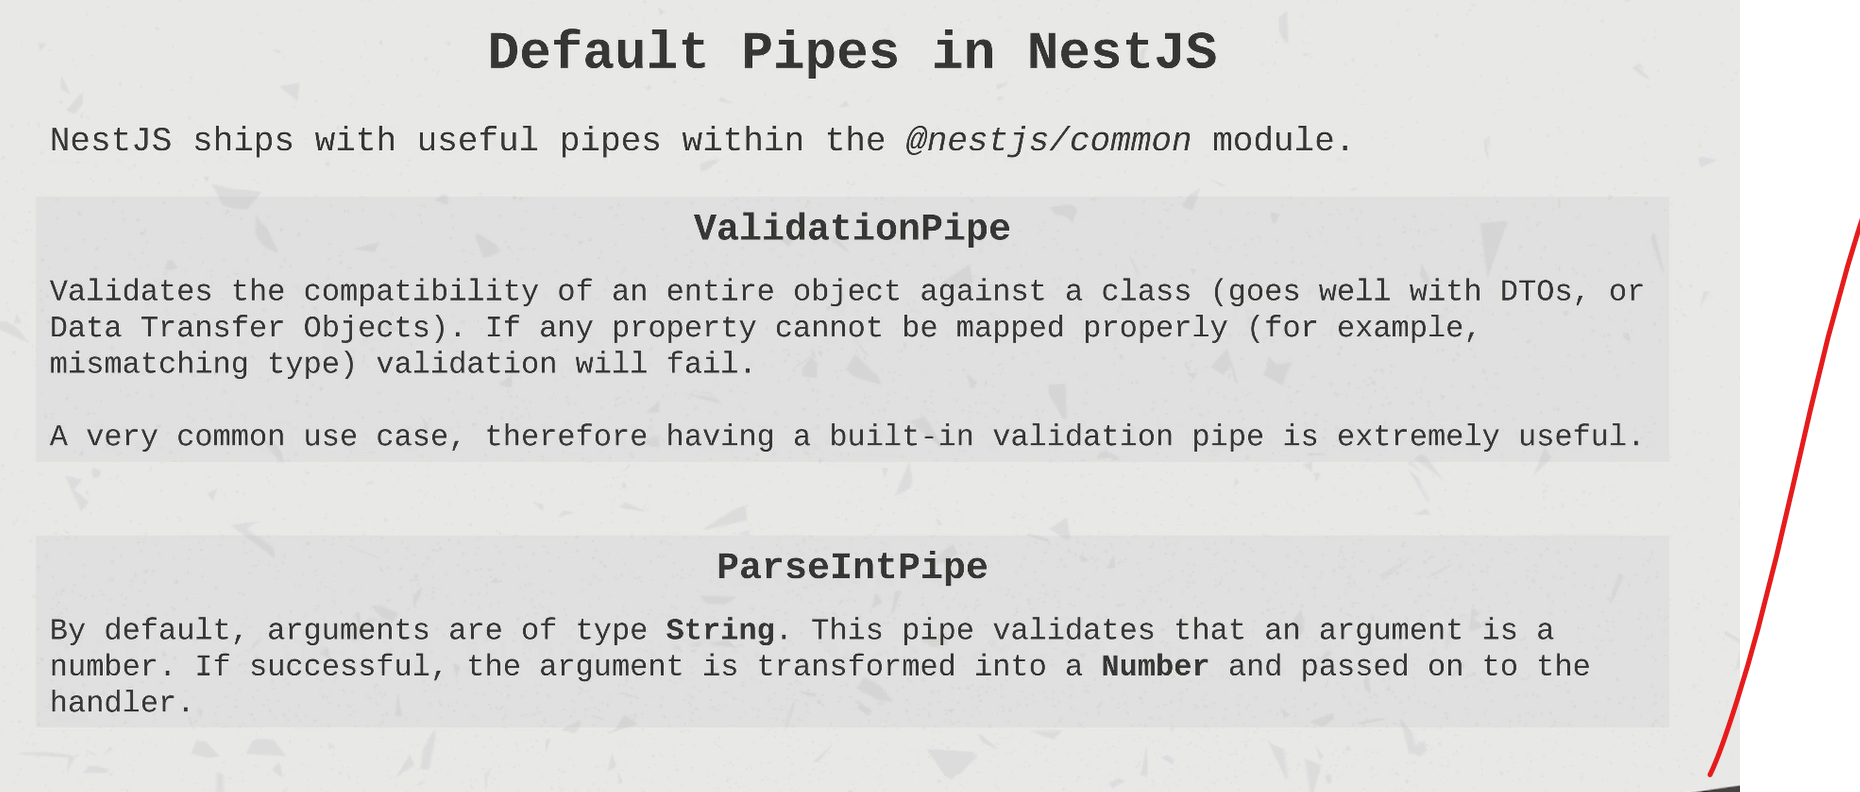 Default Pipes in NestJS
NestJS ships with useful pipes within the @nestjs/common module.
ValidationPipe
Validates the compatibility of an entire object against a class (goes well with DTOs, or
Data Transfer Objects). If any property cannot be mapped properly (for example,
mismatching type) validation will fail.
A very common use case, therefore having a built-in validation pipe is extremely useful.
ParseIntPipe
By default, arguments are of type String. This pipe validates that an argument is a
number. If successful, the argument is transformed into a Number and passed on to the
handler.